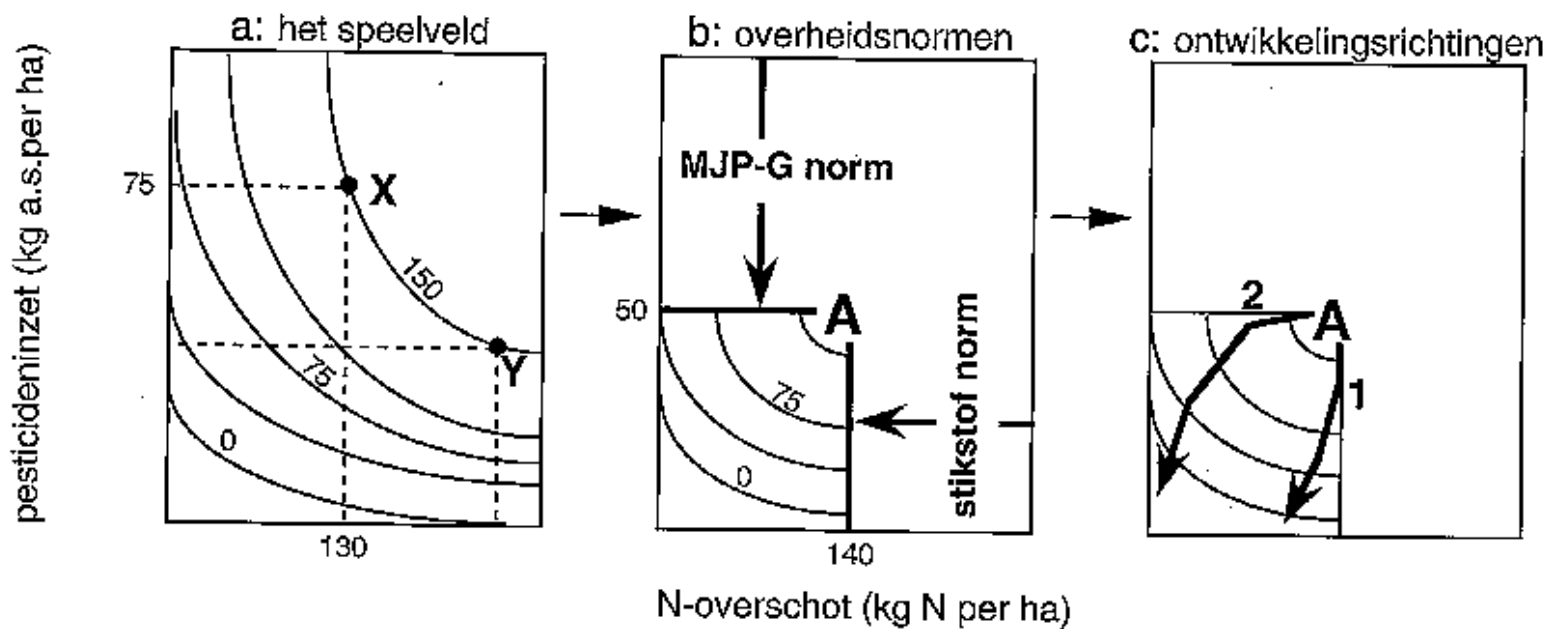 a: het speelveld
b: overheidsnormen
c: ontwikkelingsrichtingen
pesticideninzet (kg a.s.per ha)
75
X
150
Y
75
0
130
MJP-G norm
50
A
75
0
stikstof norm
140
2
A
1
N-overschot (kg N per ha)